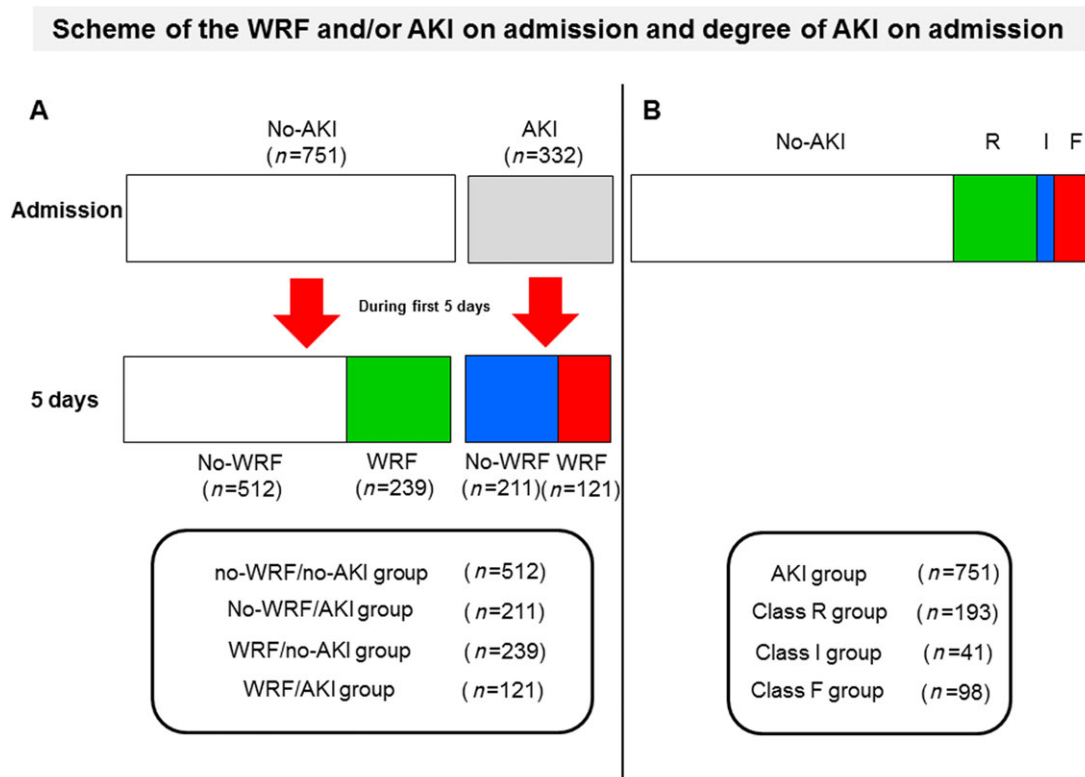 Scheme of the WRF and/or AKI on admission and degree of AKI on admission
A
No-AKI
(n=751)
AKI
(n=332)
Admission
During first 5 days
5 days
No-WRF
(n=512)
WRF
(n=239)
No-WRF
(n=211)
WRF
(n=121)
no-WRF/no-AKI group (n=512)
No-WRF/AKI group (n=211)
WRF/no-AKI group (n=239)
WRF/AKI group (n=121)
B
No-AKI R I F
AKI group (n=751)
Class R group (n=193)
Class I group (n=41)
Class F group (n=98)